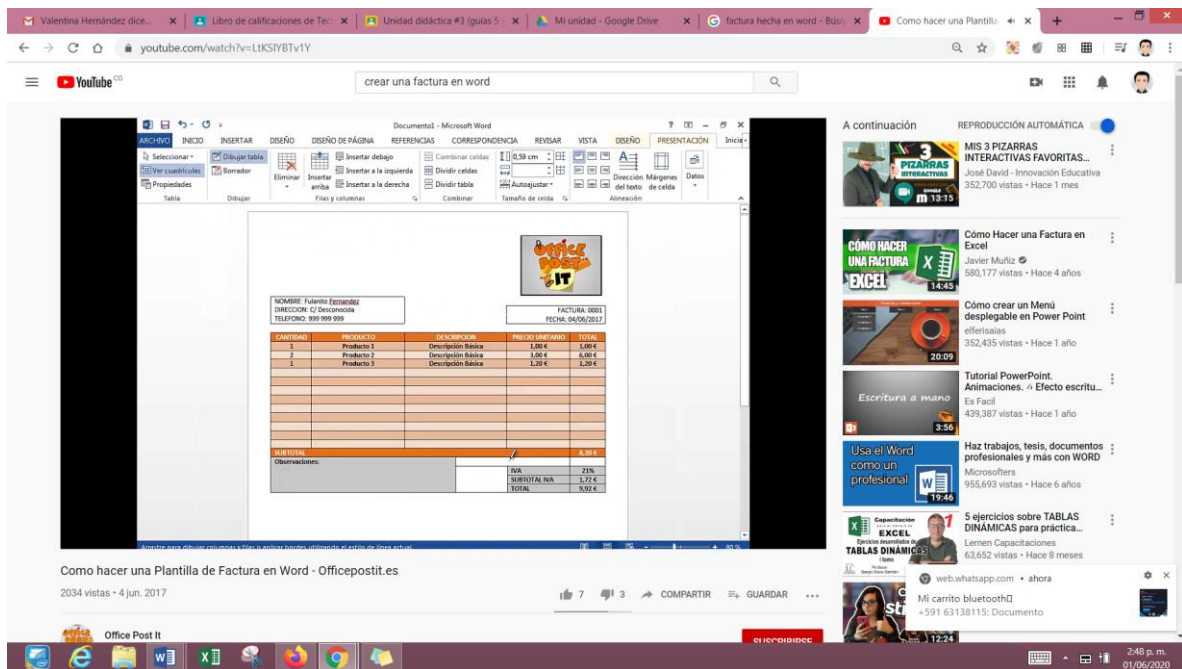 Valentina Hernández dice...
Libro de calificaciones de Tec
Unidad didáctica #3 (guías 5
Mi unidad - Google Drive
factura hecha en word - Búsq
Como hacer una Plantilla
youtube.com/watch?v=LtKSIYBTv1Y
YouTube CO
crear una factura en word
Documento1 - Microsoft Word
ARCHIVO INICIO INSERTAR DISEÑO DISEÑO DE PÁGINA REFERENCIAS CORRESPONDENCIA REVISAR VISTA DISEÑO PRESENTACIÓN Inicia
Seleccionar
Ver cuadrículas
Propiedades
Tabla
Dibujar tabla
Borrador
Dibujar
Eliminar
Insertar arriba
Insertar debajo
Insertar a la izquierda
Insertar a la derecha
Filas y columnas
Combinar celdas
Dividir celdas
Dividir tabla
Combinar
0,59 cm
Autoajustar
Tamaño de celda
Dirección del texto
Márgenes de celda
Alineación
Datos
OFFICE
POST
IT
NOMBRE: Fulanito Fernandez
DIRECCION: C/ Desconocida
TELEFONO: 999 999 999
FACTURA: 0001
FECHA: 04/06/2017
CANTIDAD PRODUCTO DESCRIPCION PRECIO UNITARIO TOTAL
1 Producto 1 Descripción Básica 1,00 € 1,00 €
2 Producto 2 Descripción Básica 3,00 € 6,00 €
1 Producto 3 Descripción Básica 1,20 € 1,20 €
SUBTOTAL 8,20 €
Observaciones:
IVA 21%
SUBTOTAL IVA 1,72 €
TOTAL 9,92 €
Arrastre para dibujar columnas y filas o aplicar bordes utilizando el estilo de línea actual.
80 %
Como hacer una Plantilla de Factura en Word - Officepostit.es
2034 vistas • 4 jun. 2017
7 3 COMPARTIR GUARDAR ...
Office Post It
SUSCRIBIRSE
A continuación
REPRODUCCIÓN AUTOMÁTICA
3
PIZARRAS
INTERACTIVAS
13:15
MIS 3 PIZARRAS
INTERACTIVAS FAVORITAS...
José David - Innovación Educativa
352,700 vistas • Hace 1 mes
CÓMO HACER
UNA FACTURA
EXCEL
14:45
Cómo Hacer una Factura en
Excel
Javier Muñiz
580,177 vistas • Hace 4 años
20:09
Cómo crear un Menú
desplegable en Power Point
elferisaias
352,435 vistas • Hace 1 año
Escritura a mano
3:56
Tutorial PowerPoint.
Animaciones. Efecto escritu...
Es Facil
439,387 vistas • Hace 1 año
Usa el Word
como un
profesional
19:46
Haz trabajos, tesis, documentos
profesionales y más con WORD
Microsofters
955,693 vistas • Hace 6 años
Capacitación
EXCEL
TABLAS DINÁMICAS
1
5 ejercicios sobre TABLAS
DINÁMICAS para práctica...
Lernen Capacitaciones
63,652 vistas • Hace 8 meses
12:24
web.whatsapp.com • ahora
Mi carrito bluetooth
+591 63138115: Documento
2:48 p. m.
01/06/2020